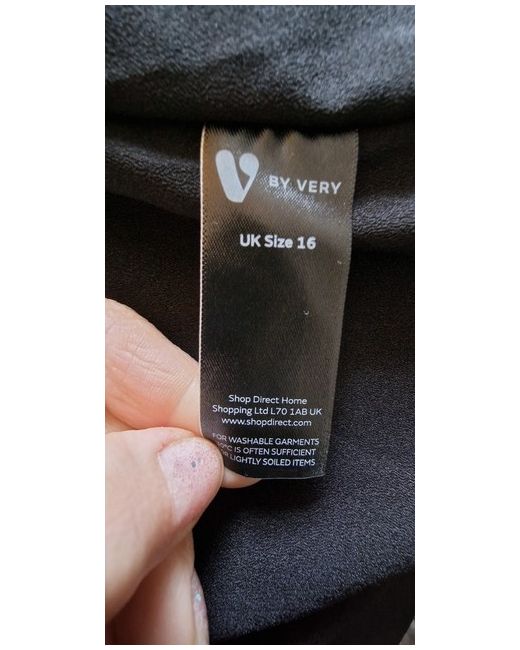 V BY VERY
UK Size 16
Shop Direct Home
Shopping Ltd L70 1AB UK
www.shopdirect.com
FOR WASHABLE GARMENTS
IS OFTEN SUFFICIENT
LIGHTLY SOILED ITEMS